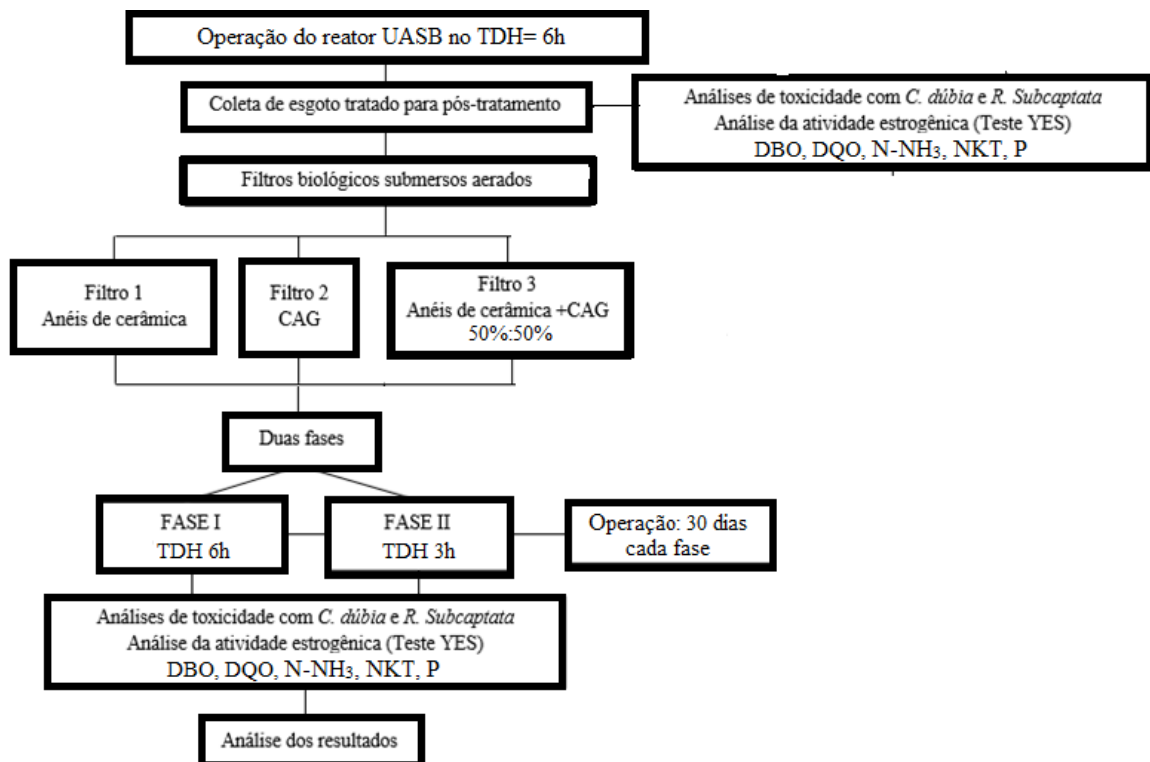 Operação do reator UASB no TDH= 6h
Coleta de esgoto tratado para pós-tratamento
Análises de toxicidade com C. dúbia e R. Subcaptata
Análise da atividade estrogênica (Teste YES)
DBO, DQO, N-NH₃, NKT, P
Filtros biológicos submersos aerados
Filtro 1
Anéis de cerâmica
Filtro 2
CAG
Filtro 3
Anéis de cerâmica +CAG
50%:50%
Duas fases
FASE I
TDH 6h
FASE II
TDH 3h
Operação: 30 dias
cada fase
Análises de toxicidade com C. dúbia e R. Subcaptata
Análise da atividade estrogênica (Teste YES)
DBO, DQO, N-NH₃, NKT, P
Análise dos resultados